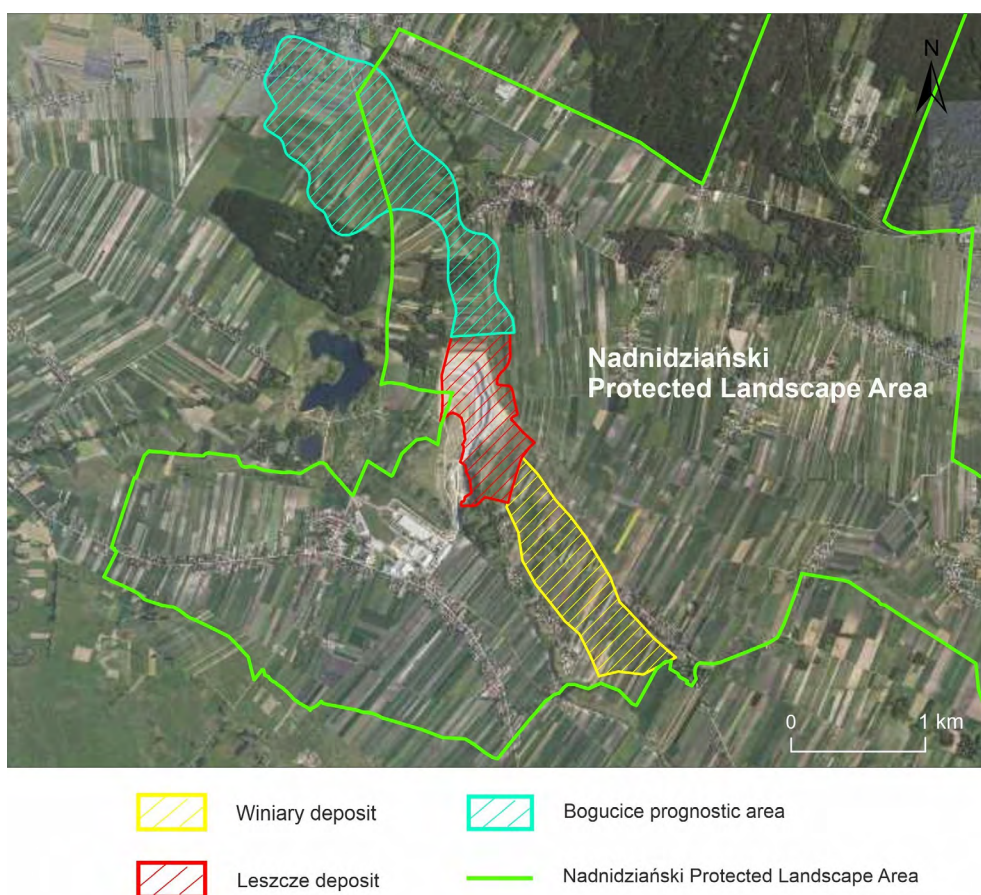 N
Nadnidziański
Protected Landscape Area
0 1 km
Winiary deposit
Bogucice prognostic area
Leszcze deposit
Nadnidziański Protected Landscape Area